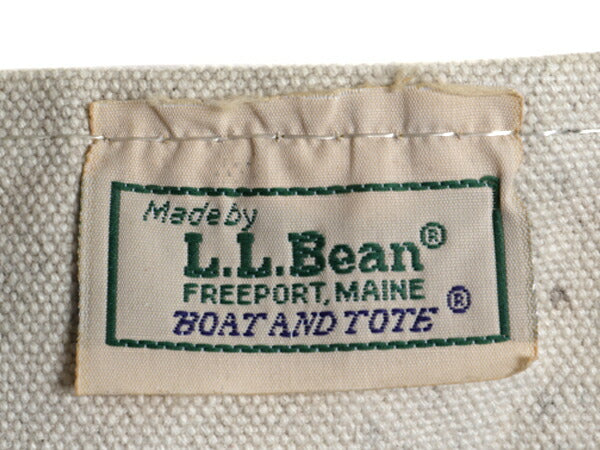 Made by
L.L.Bean®
FREEPORT, MAINE
BOAT AND TOTE ®